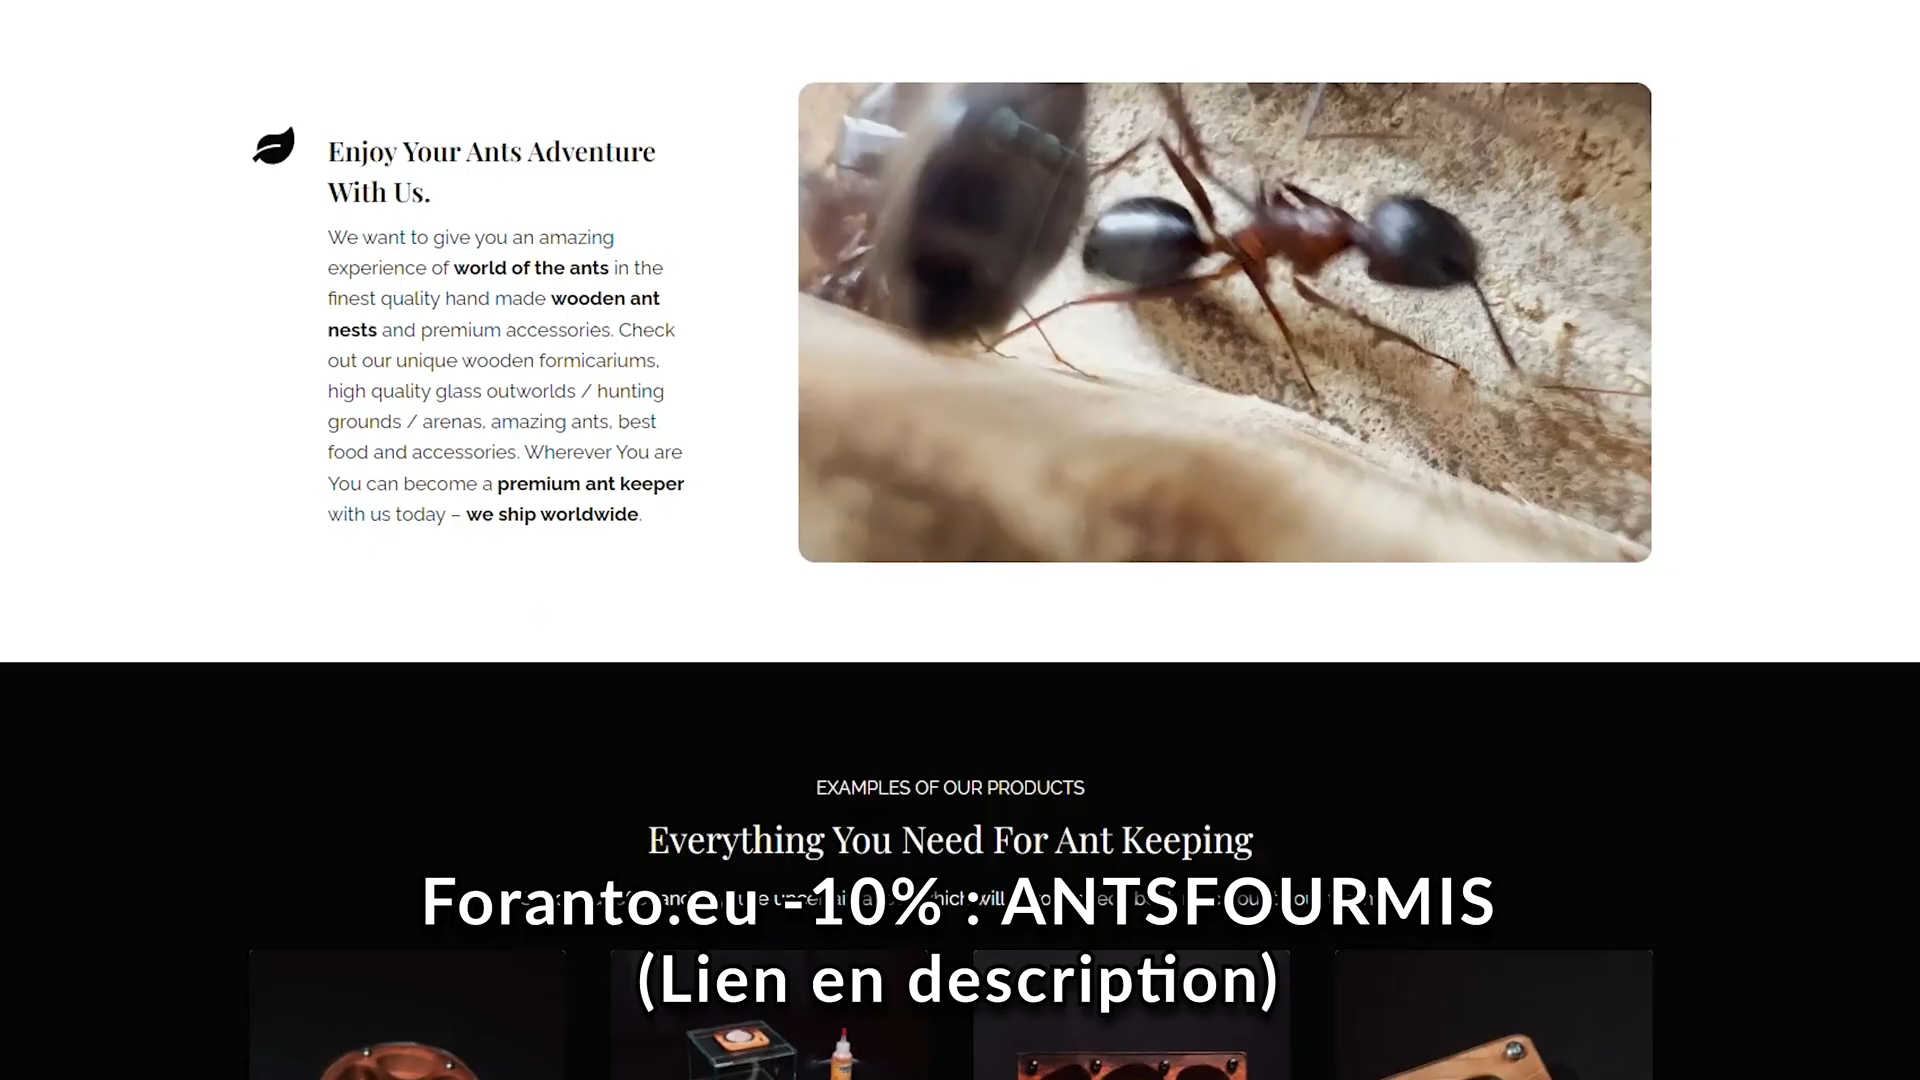 Enjoy Your Ants Adventure
With Us.
We want to give you an amazing
experience of world of the ants in the
finest quality hand made wooden ant
nests and premium accessories. Check
out our unique wooden formicariums,
high quality glass outworlds / hunting
grounds / arenas, amazing ants, best
food and accessories. Wherever You are
You can become a premium ant keeper
with us today – we ship worldwide.
EXAMPLES OF OUR PRODUCTS
Everything You Need For Ant Keeping
Foranto.eu -10% : ANTSFOURMIS
(Lien en description)